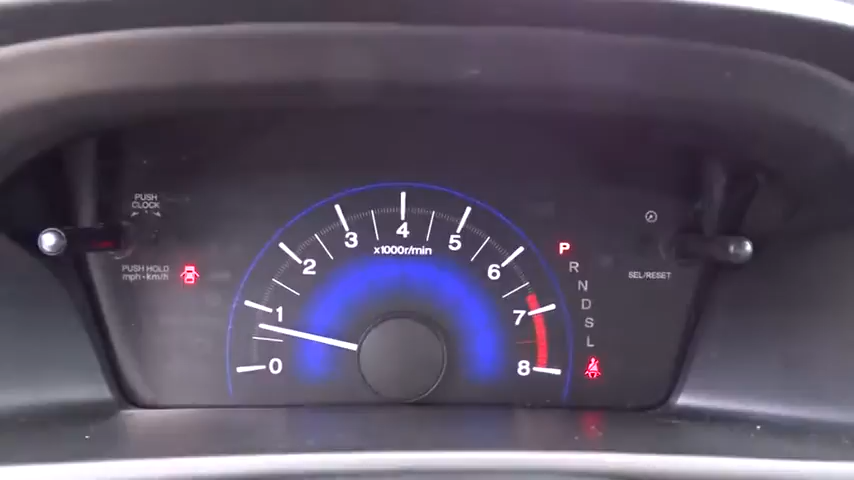 PUSH
CLOCK
PUSH HOLD
mph•km/h
0
1
2
3
4
5
6
7
8
x1000r/min
P
R
N
D
S
L
SEL/RESET